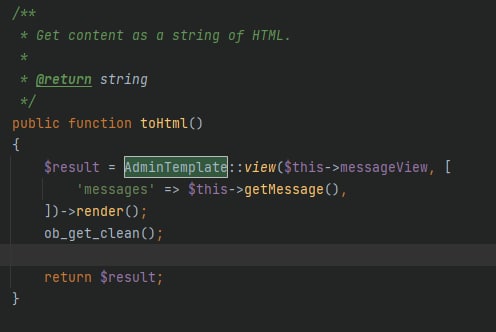 /**
 * Get content as a string of HTML.
 *
 * @return string
 */
public function toHtml()
{
    $result = AdminTemplate::view($this->messageView, [
        'messages' => $this->getMessage(),
    ])->render();
    ob_get_clean();

    return $result;
}